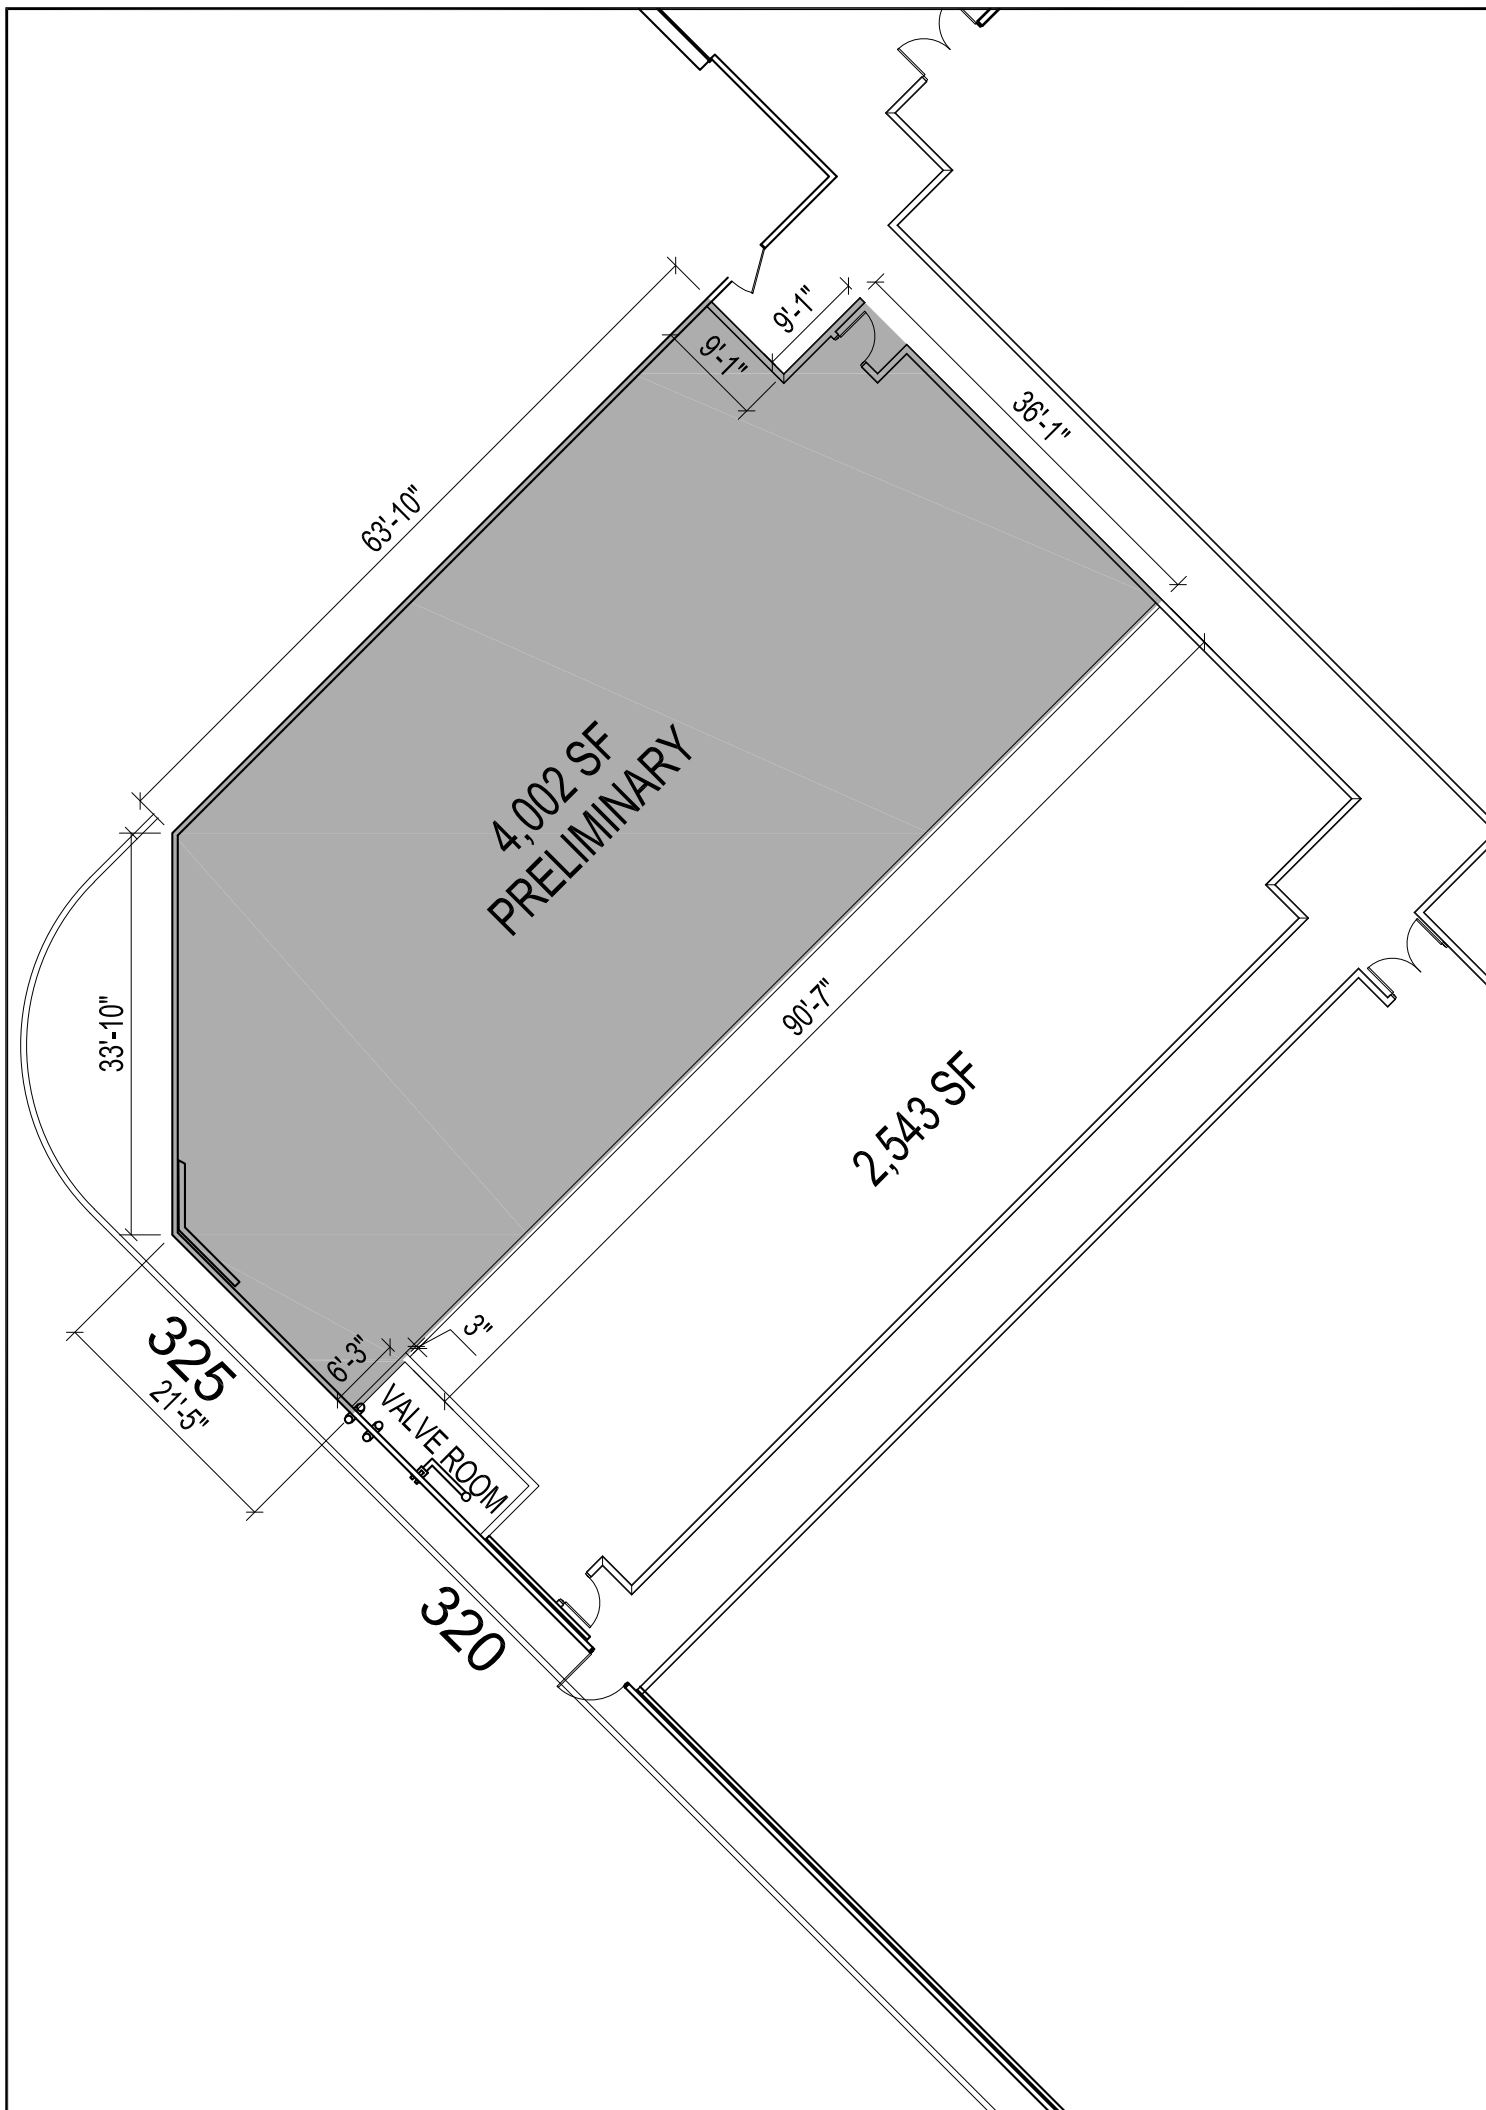 9'-1"
9'-1"
36'-1"
63'-10"
4,002 SF
PRELIMINARY
90'-7"
33'-10"
2,543 SF
3"
6'-3"
325
21'-5"
VALVE ROOM
320